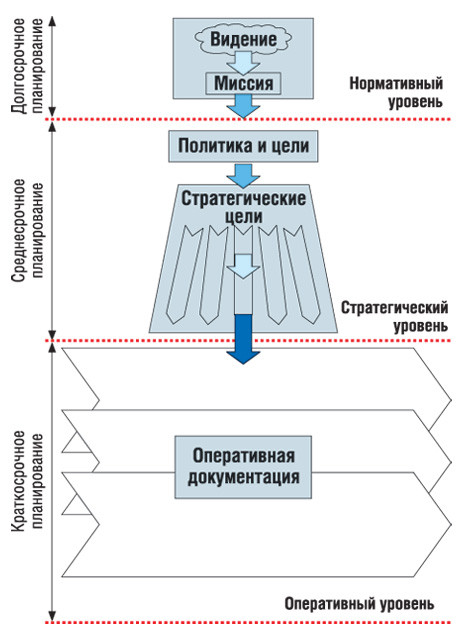 Долгосрочное
планирование
Видение
Миссия
Нормативный
уровень
Среднесрочное
планирование
Политика и цели
Стратегические
цели
Стратегический
уровень
Краткосрочное
планирование
Оперативная
документация
Оперативный уровень